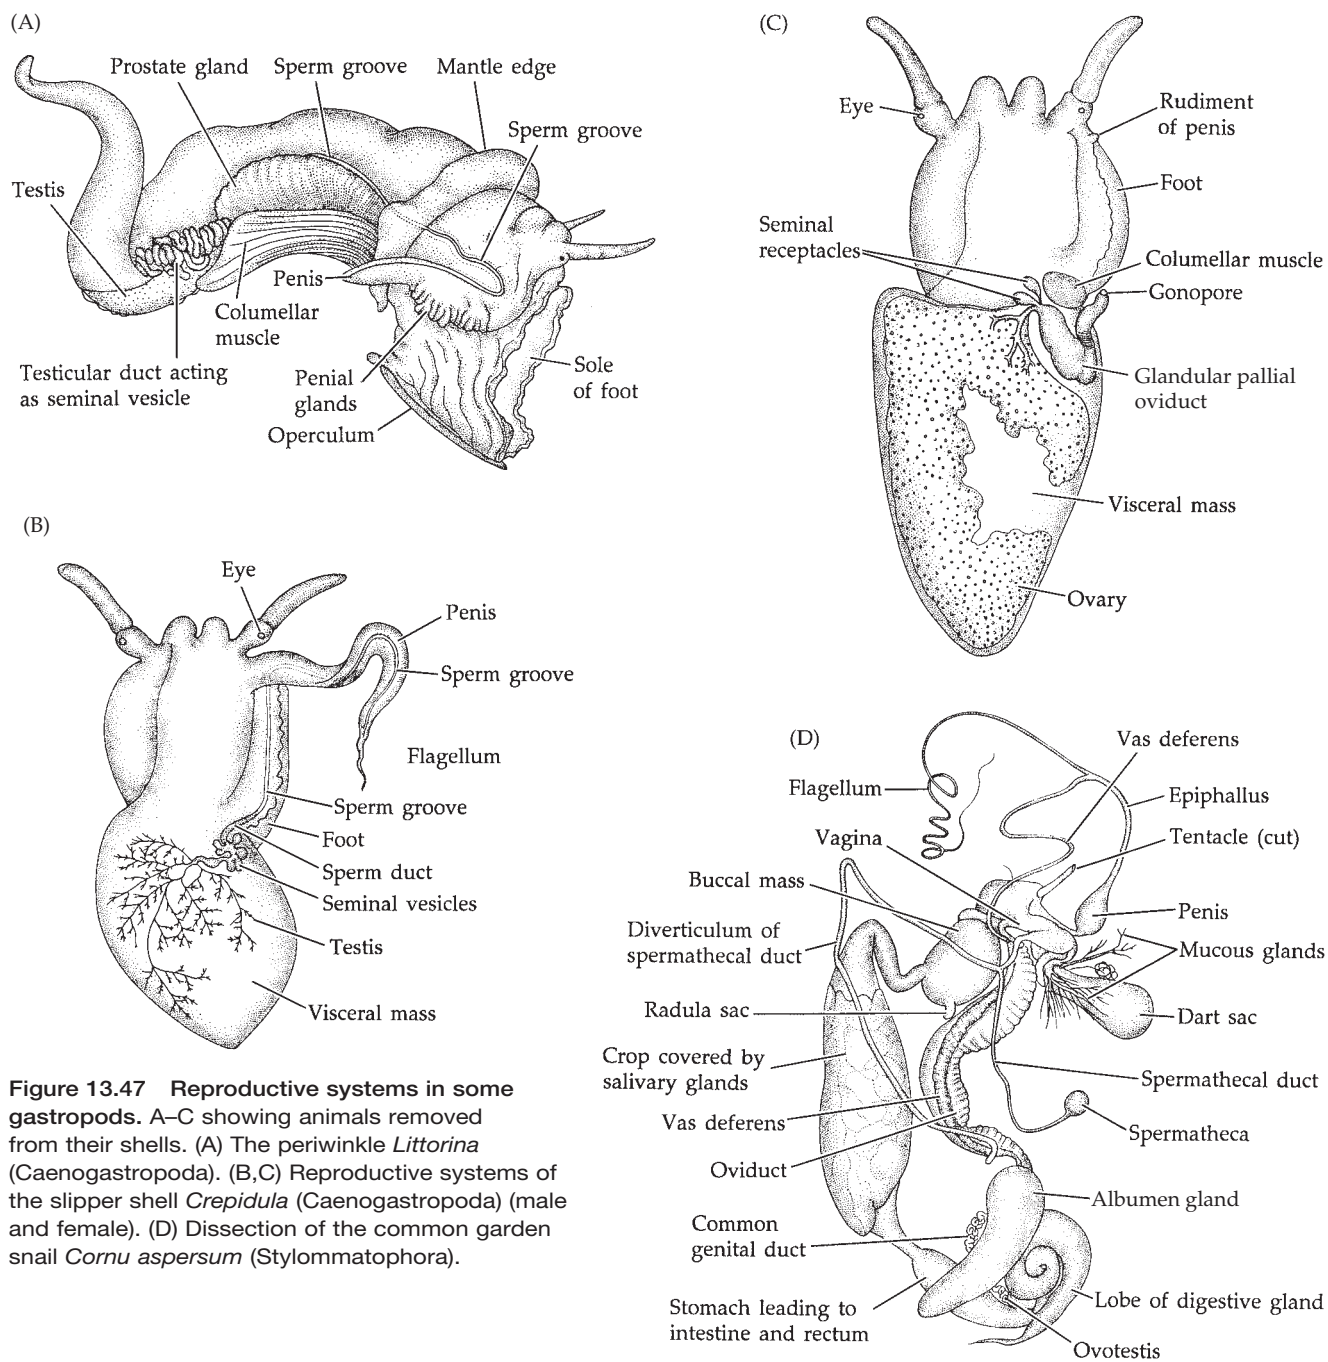 (A)
Prostate gland
Sperm groove
Mantle edge
Sperm groove
Testis
Penis
Columellar
muscle
Testicular duct acting
as seminal vesicle
Penial
glands
Operculum
Sole
of foot
(B)
Eye
Penis
Sperm groove
Flagellum
Sperm groove
Foot
Sperm duct
Seminal vesicles
Testis
Visceral mass
(C)
Eye
Rudiment
of penis
Foot
Seminal
receptacles
Columellar muscle
Gonopore
Glandular pallial
oviduct
Visceral mass
Ovary
(D)
Vas deferens
Flagellum
Epiphallus
Vagina
Tentacle (cut)
Buccal mass
Penis
Diverticulum of
spermathecal duct
Mucous glands
Radula sac
Dart sac
Crop covered by
salivary glands
Spermathecal duct
Vas deferens
Spermatheca
Oviduct
Albumen gland
Common
genital duct
Lobe of digestive gland
Stomach leading to
intestine and rectum
Ovotestis
Figure 13.47 Reproductive systems in some
gastropods. A–C showing animals removed
from their shells. (A) The periwinkle Littorina
(Caenogastropoda). (B,C) Reproductive systems of
the slipper shell Crepidula (Caenogastropoda) (male
and female). (D) Dissection of the common garden
snail Cornu aspersum (Stylommatophora).